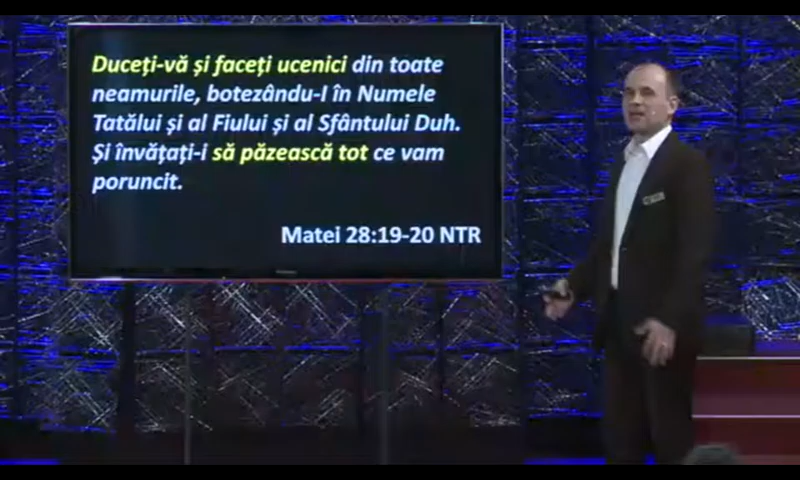 Duceți-vă și faceți ucenici din toate
neamurile, botezându-I în Numele
Tatălui și al Fiului și al Sfântului Duh.
Și învățați-i să păzească tot ce vam
poruncit.
Matei 28:19-20 NTR